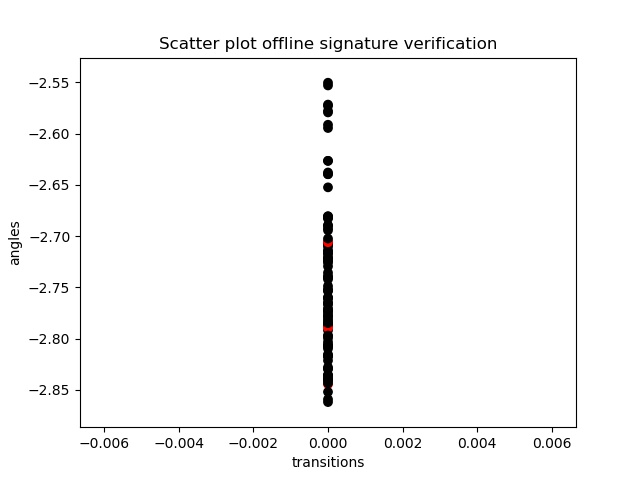 Scatter plot offline signature verification
−2.55
−2.60
−2.65
−2.70
−2.75
−2.80
−2.85
angles
−0.006 −0.004 −0.002 0.000 0.002 0.004 0.006
transitions